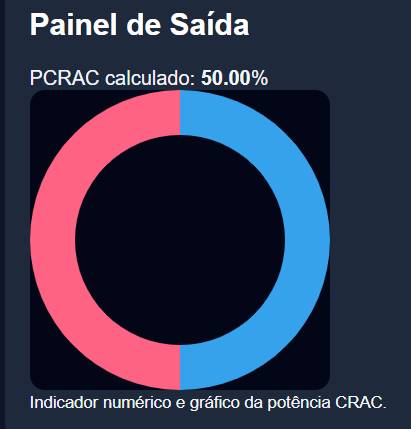 Painel de Saída
PCRAC calculado: 50.00%
Indicador numérico e gráfico da potência CRAC.